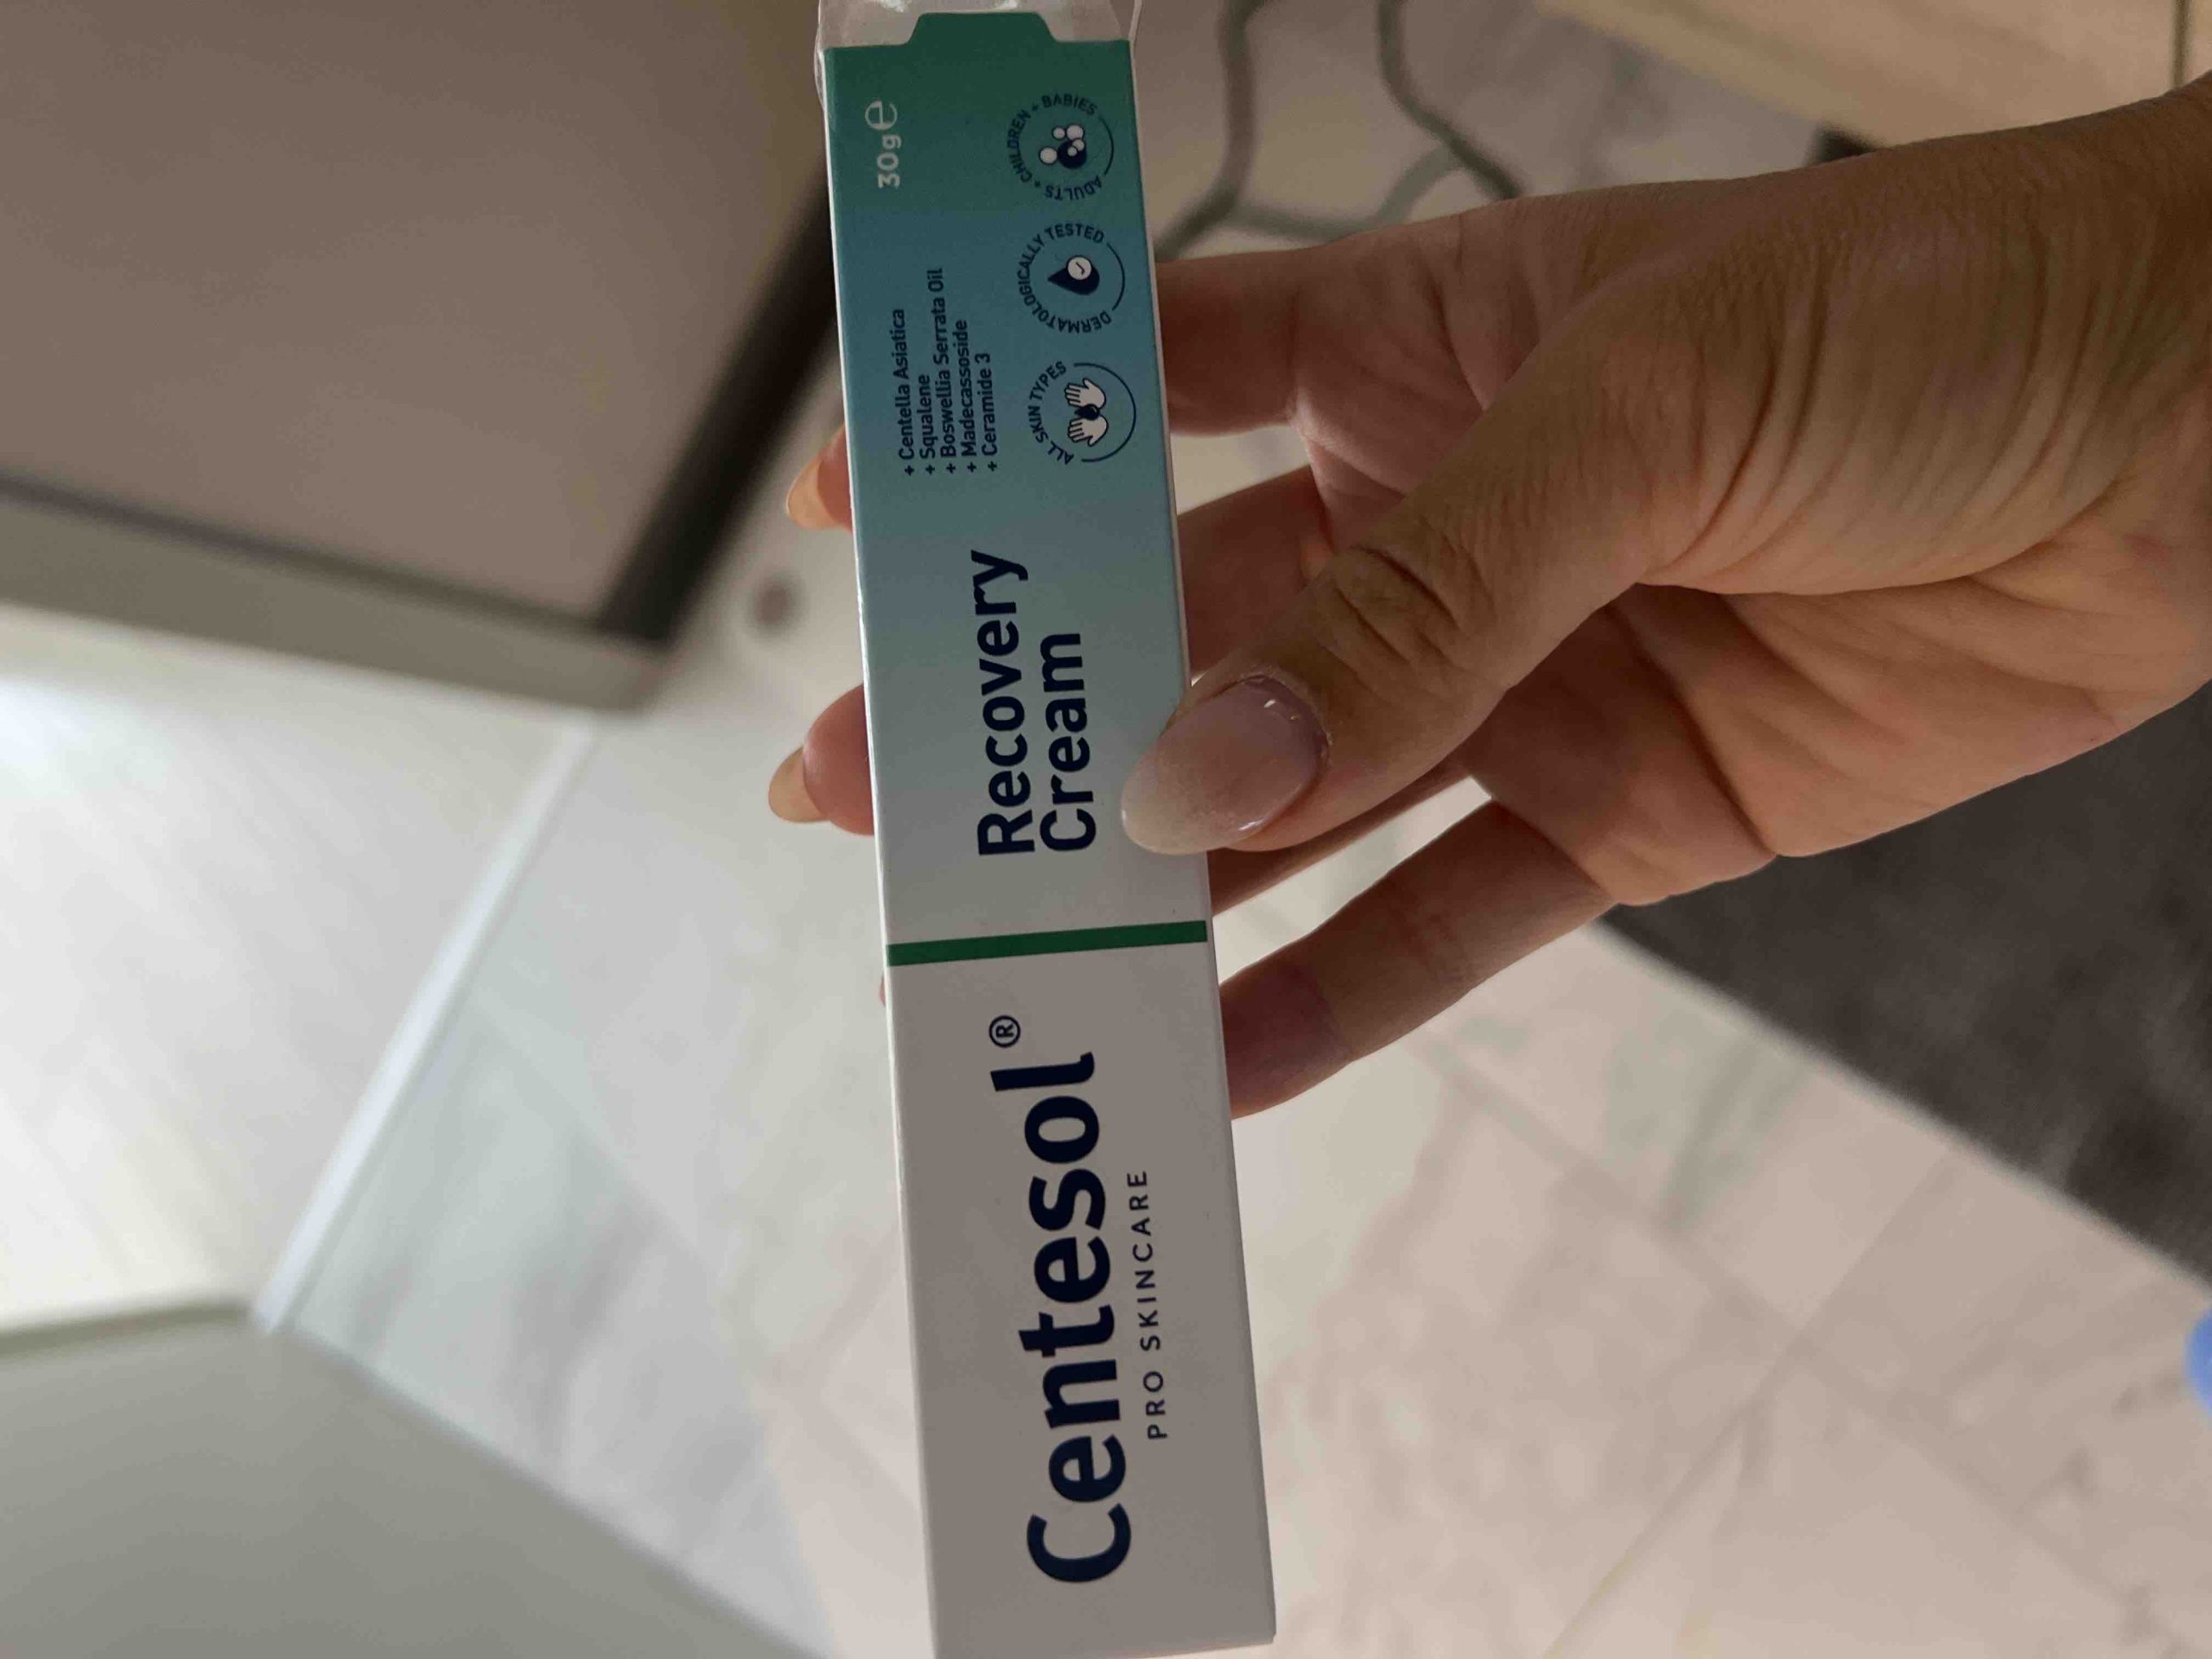 Centesol®
PRO SKINCARE
Recovery
Cream
+ Centella Asiatica
+ Squalene
+ Boswellia Serrata Oil
+ Madecassoside
+ Ceramide 3
30g℮
ALL SKIN TYPES
DERMATOLOGICALLY TESTED
ADULTS + CHILDREN + BABIES